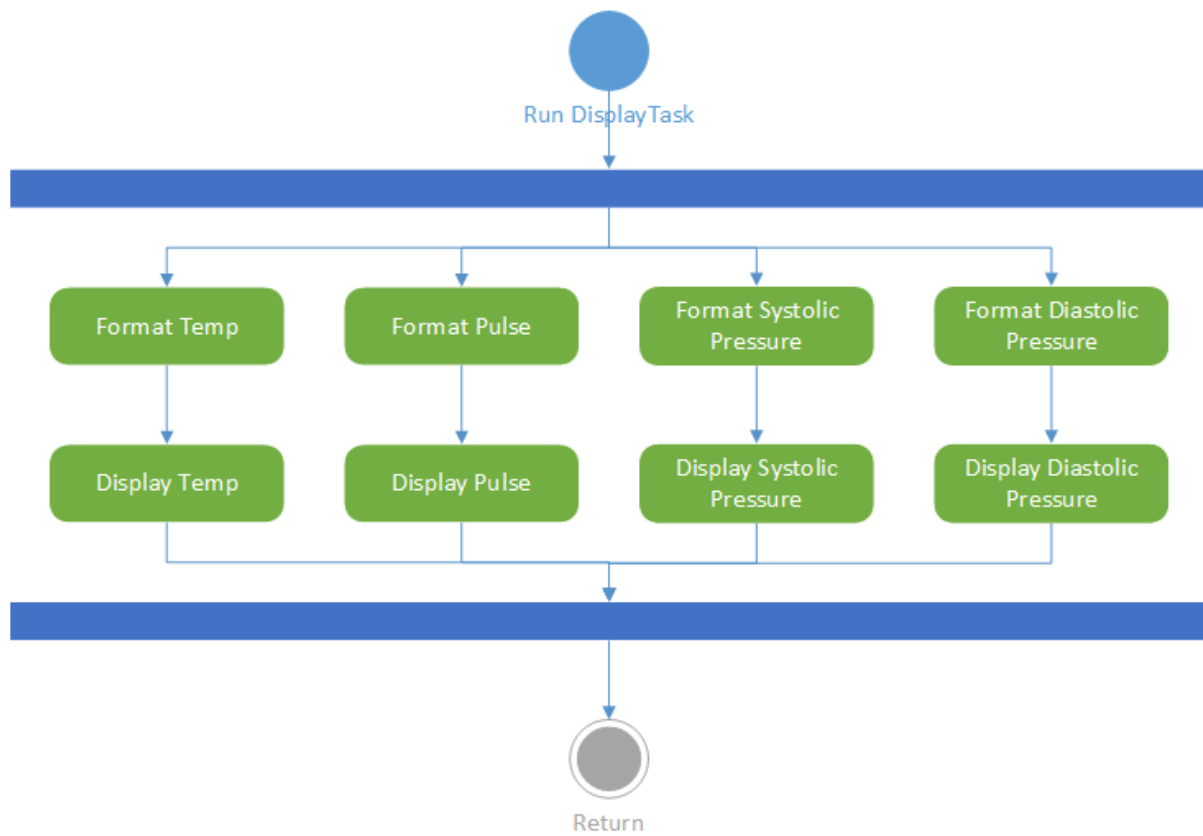 Run DisplayTask
Format Temp
Format Pulse
Format Systolic
Pressure
Format Diastolic
Pressure
Display Temp
Display Pulse
Display Systolic
Pressure
Display Diastolic
Pressure
Return